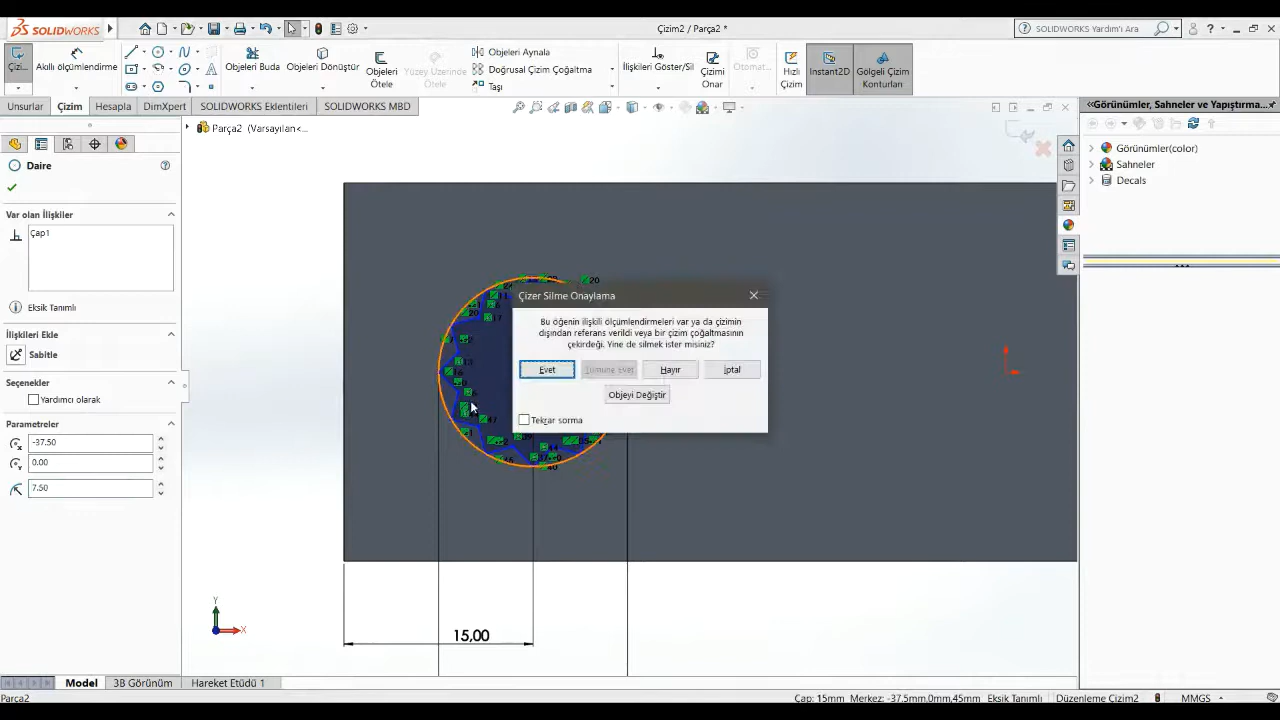 SOLIDWORKS
Çizim2 / Parça2 *
SOLIDWORKS Yardım'ı Ara
Çizi...
Akıllı ölçümlendirme
Objeleri Buda
Objeleri Dönüştür
Objeleri Ötele
Yüzey Üzerinde Ötele
Objeleri Aynala
Doğrusal Çizim Çoğaltma
Taşı
İlişkileri Göster/Sil
Çizimi Onar
Otomat...
Hızlı Çizim
Instant2D
Gölgeli Çizim Konturları
Unsurlar
Çizim
Hesapla
DimXpert
SOLIDWORKS Eklentileri
SOLIDWORKS MBD
«Görünümler, Sahneler ve Yapıştırma...
Parça2 (Varsayılan<...
Görünümler(color)
Sahneler
Decals
Daire
Var olan İlişkiler
Çap1
Eksik Tanımlı
İlişkileri Ekle
Sabitle
Seçenekler
Yardımcı olarak
Parametreler
-37.50
0.00
7.50
Çizer Silme Onaylama
Bu öğenin ilişkili ölçümlendirmeleri var ya da çizimin
dışından referans verildi veya bir çizim çoğaltmasının
çekirdeği. Yine de silmek ister misiniz?
Evet
Tümüne Evet
Hayır
İptal
Objeyi Değiştir
Tekrar sorma
20
15,00
Y
X
Model
3B Görünüm
Hareket Etüdü 1
Parça2
Çap: 15mm Merkez: -37.5mm,0mm,45mm
Eksik Tanımlı
Düzenleme Çizim2
MMGS